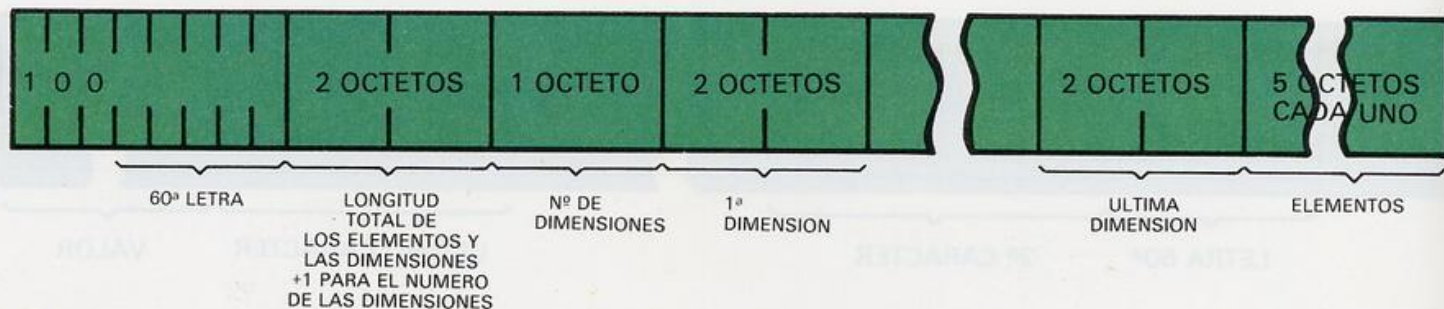 1 0 0
2 OCTETOS
1 OCTETO
2 OCTETOS
2 OCTETOS
5 OCTETOS
CADA UNO
60ª LETRA
LONGITUD
TOTAL DE
LOS ELEMENTOS Y
LAS DIMENSIONES
+1 PARA EL NUMERO
DE LAS DIMENSIONES
Nº DE
DIMENSIONES
1ª
DIMENSION
ULTIMA
DIMENSION
ELEMENTOS